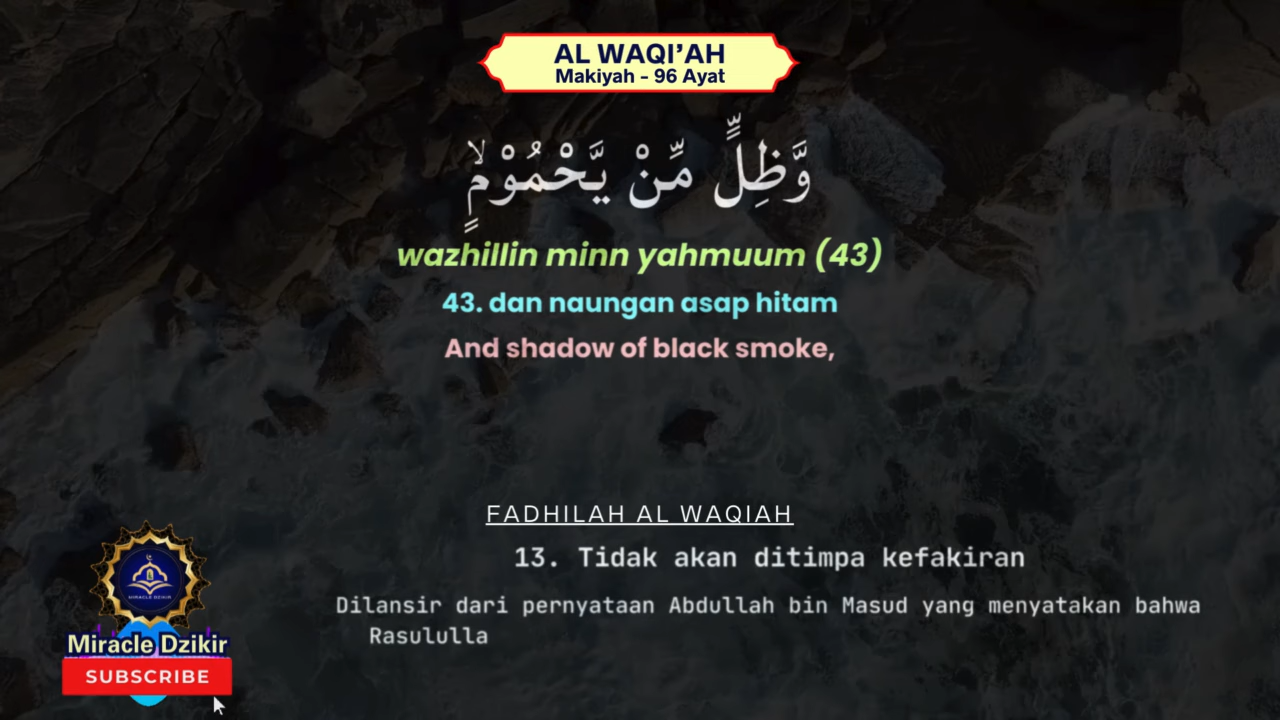 AL WAQI'AH
Makiyah - 96 Ayat
وَّظِلٍّ مِّنْ يَّحْمُوْمٍۙ
wazhillin minn yahmuum (43)
43. dan naungan asap hitam
And shadow of black smoke,
FADHILAH AL WAQIAH
13. Tidak akan ditimpa kefakiran
Dilansir dari pernyataan Abdullah bin Masud yang menyatakan bahwa
Rasululla
MIRACLE DZIKIR
Miracle Dzikir
SUBSCRIBE